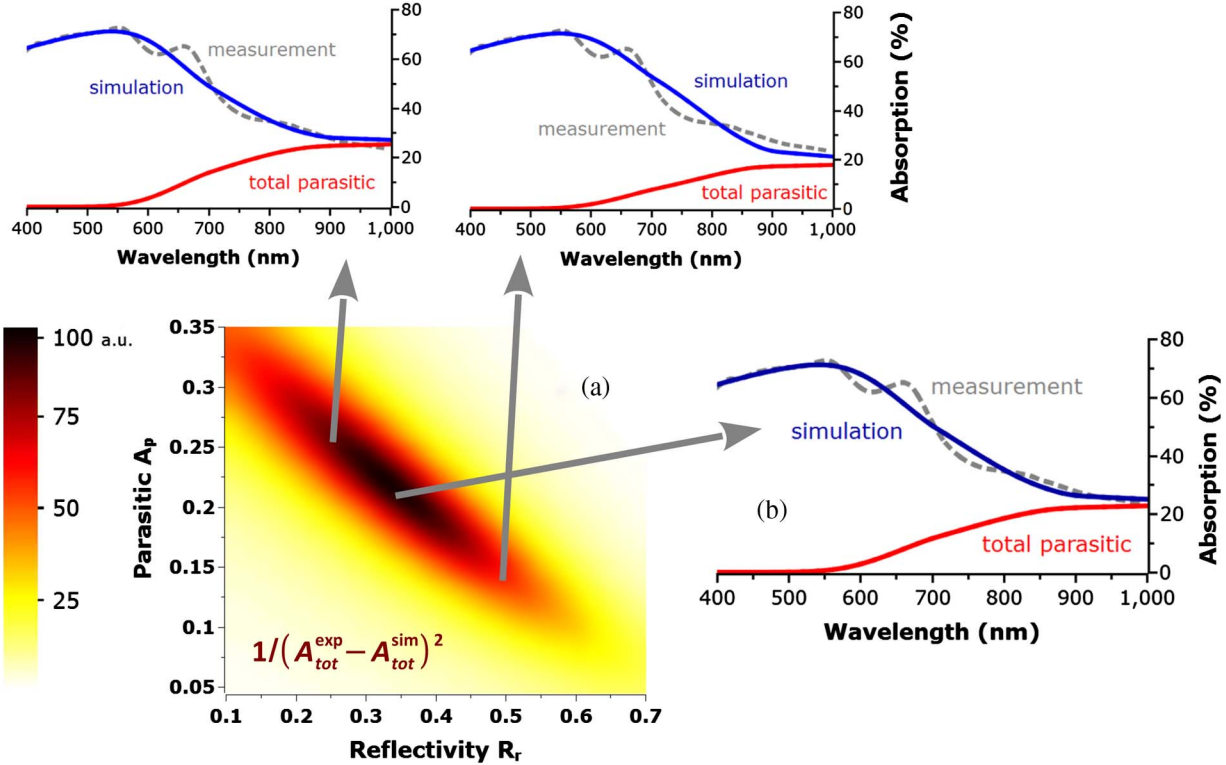 80
60
40
20
0
measurement
simulation
total parasitic
400 500 600 700 800 900 1,000
Wavelength (nm)
80
60
40
20
0
Absorption (%)
simulation
measurement
total parasitic
400 500 600 700 800 900 1,000
Wavelength (nm)
100 a.u.
75
50
25
0.35
0.3
0.25
0.2
0.15
0.1
0.05
Parasitic Aₚ
(a)
1/(A_tot^exp − A_tot^sim)²
0.1 0.2 0.3 0.4 0.5 0.6 0.7
Reflectivity Rᵣ
80
60
40
20
0
Absorption (%)
measurement
simulation
(b)
total parasitic
400 500 600 700 800 900 1,000
Wavelength (nm)